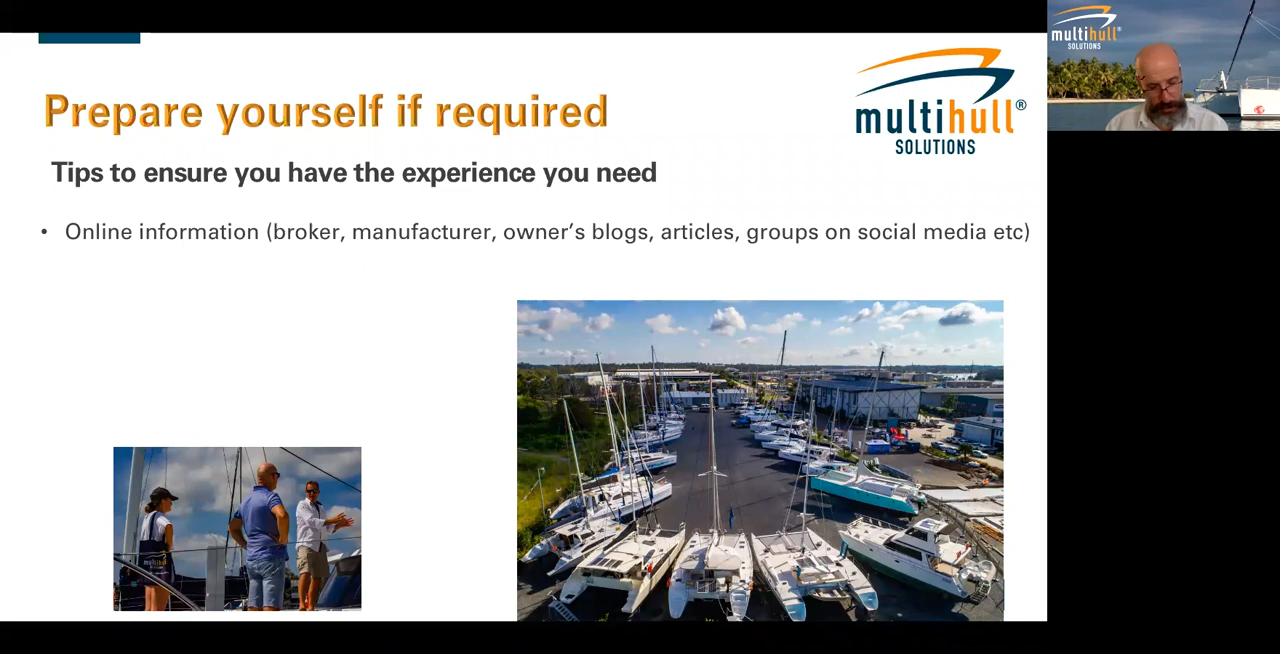 Prepare yourself if required
multihull®
SOLUTIONS
Tips to ensure you have the experience you need
• Online information (broker, manufacturer, owner’s blogs, articles, groups on social media etc)
multihull®
SOLUTIONS
multihull